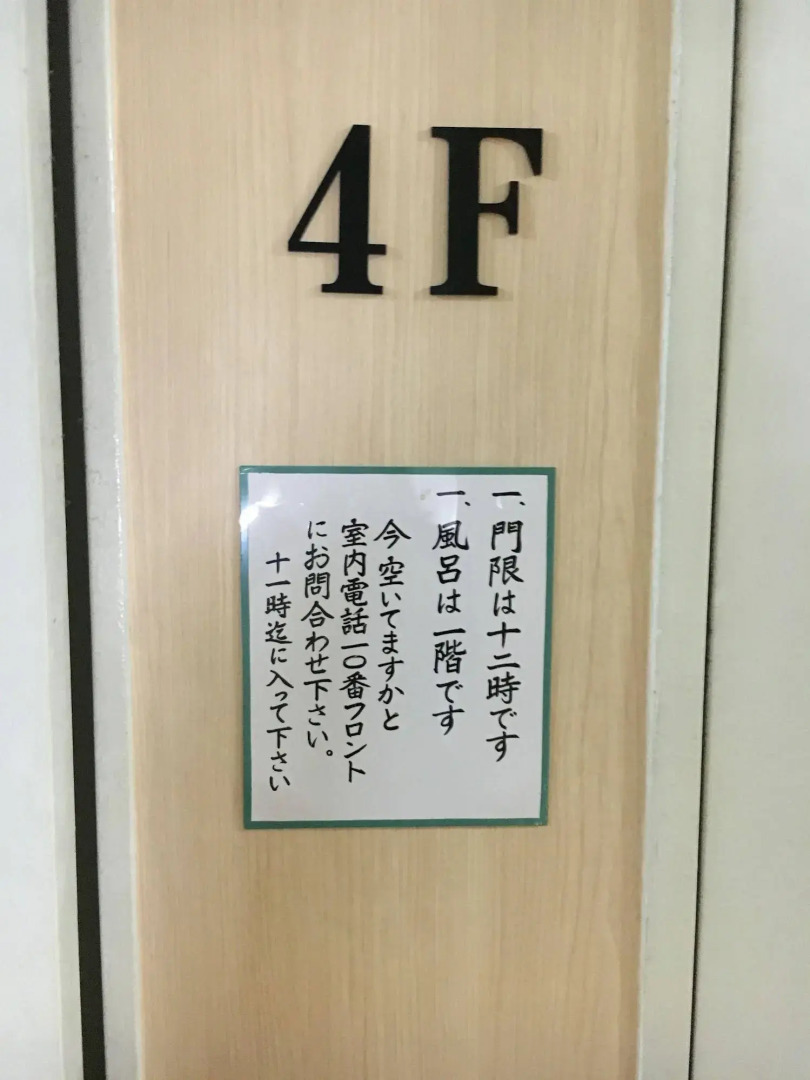 4F
一、門限は十二時です
一、風呂は一階です
今空いてますかと
室内電話一〇番フロント
にお問合わせ下さい。
十一時迄に入って下さい